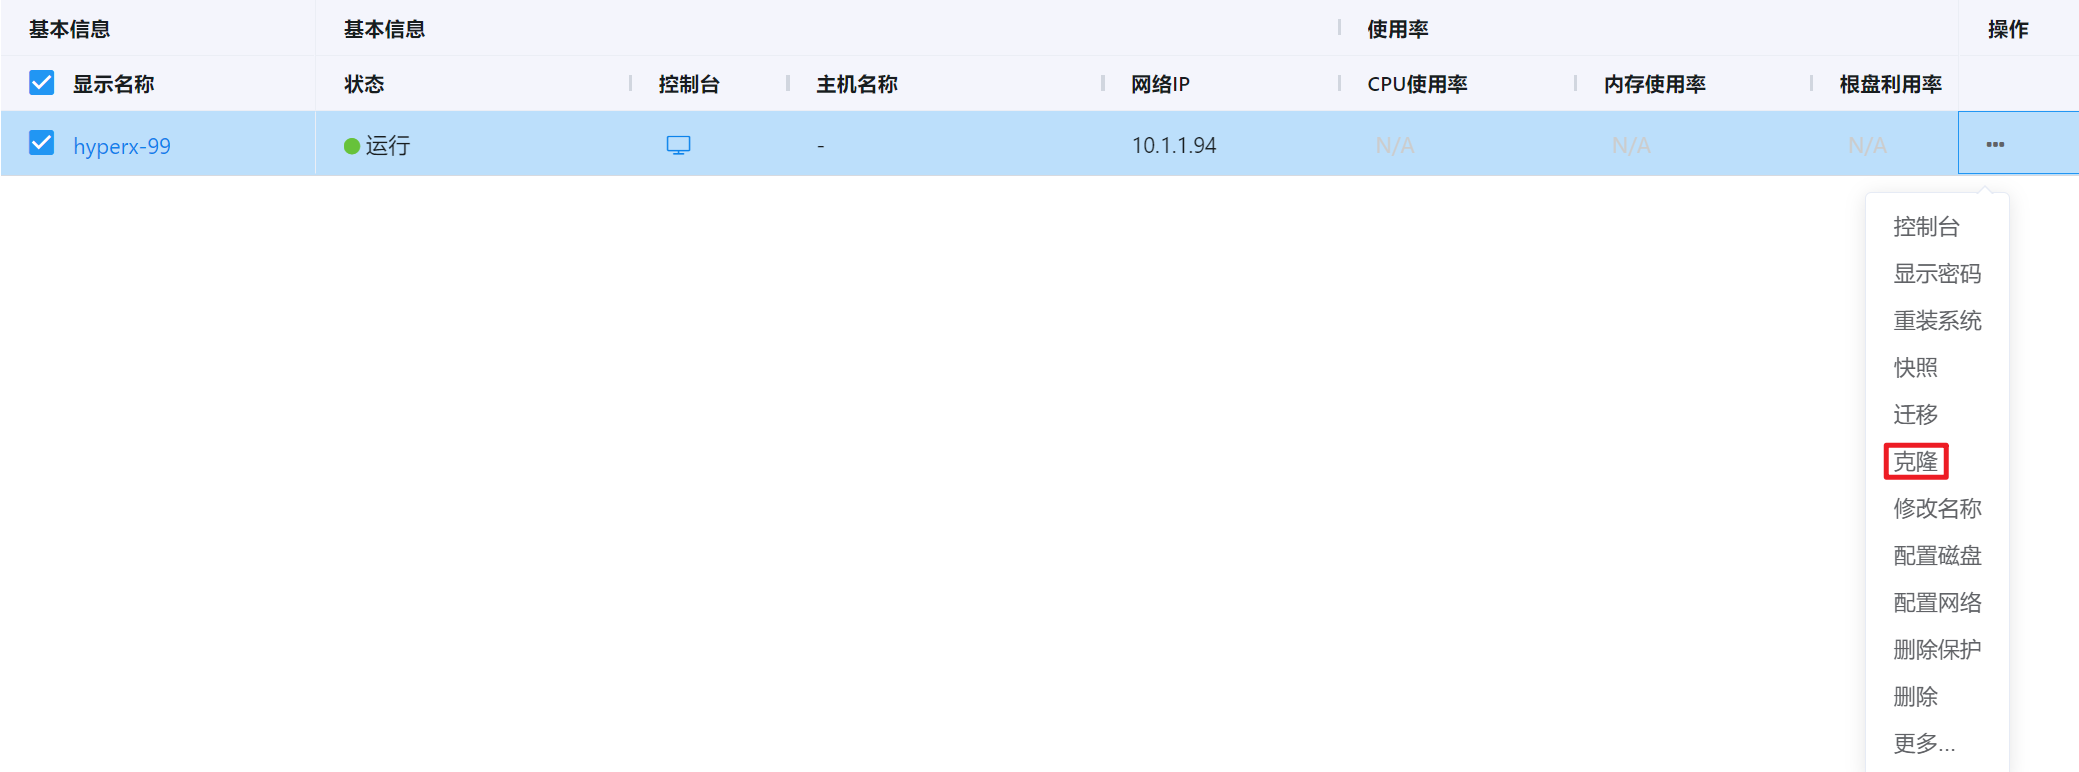 基本信息 基本信息 使用率 操作
显示名称 状态 控制台 主机名称 网络IP CPU使用率 内存使用率 根盘利用率
hyperx-99 运行 - 10.1.1.94 N/A N/A N/A ···
控制台
显示密码
重装系统
快照
迁移
克隆
修改名称
配置磁盘
配置网络
删除保护
删除
更多...